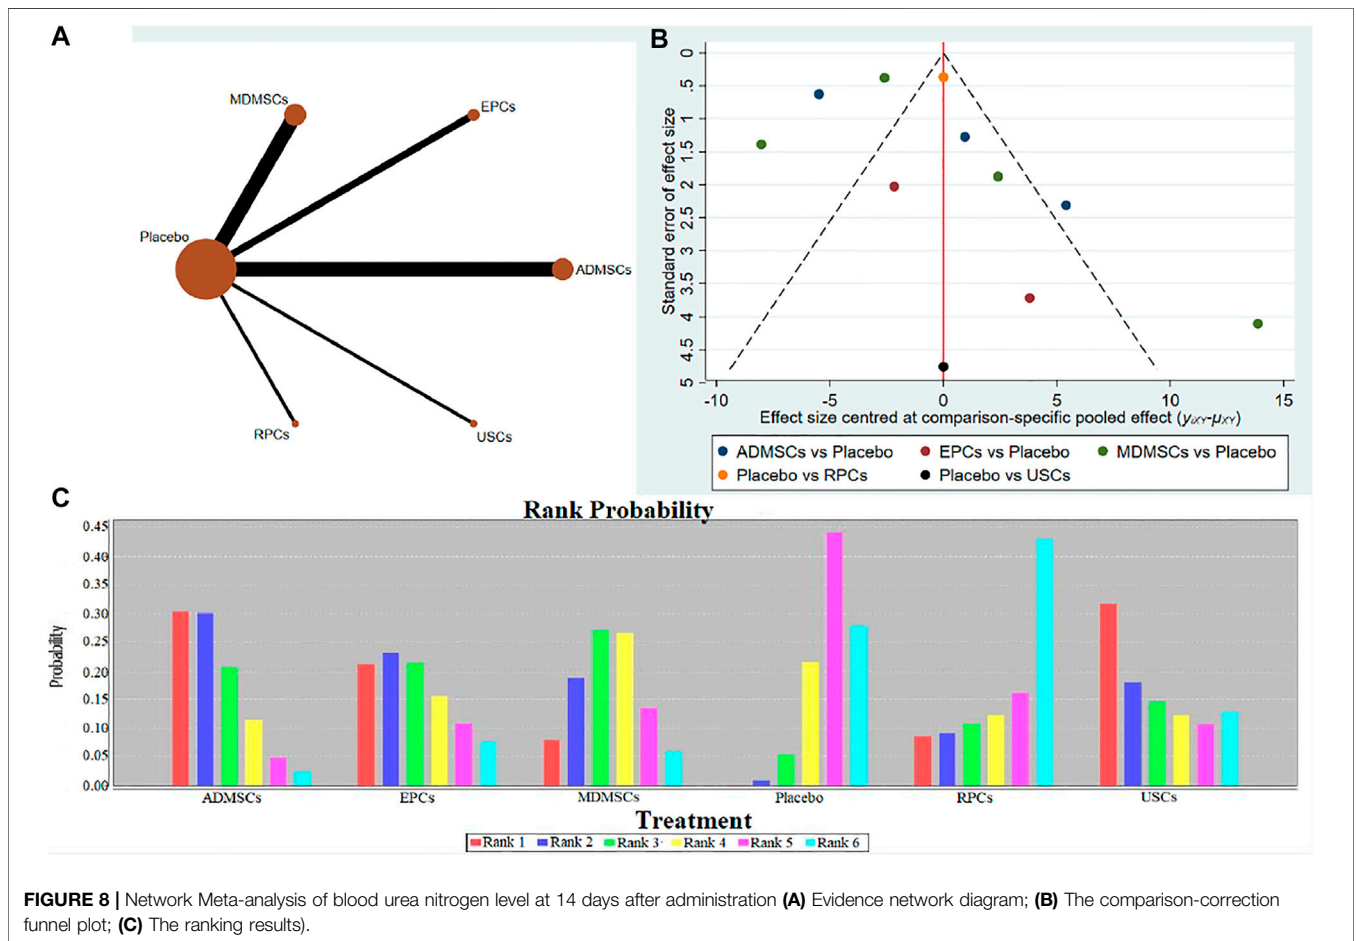 A
MDMSCs
EPCs
Placebo
ADMSCs
RPCs
USCs
B
Standard error of effect size
0
.5
1
1.5
2
2.5
3
3.5
4
4.5
5
-10 -5 0 5 10 15
Effect size centred at comparison-specific pooled effect (yiXY-μXY)
ADMSCs vs Placebo EPCs vs Placebo MDMSCs vs Placebo
Placebo vs RPCs Placebo vs USCs
C
Rank Probability
Probability
0.45
0.40
0.35
0.30
0.25
0.20
0.15
0.10
0.05
0.00
ADMSCs EPCs MDMSCs Placebo RPCs USCs
Treatment
Rank 1 Rank 2 Rank 3 Rank 4 Rank 5 Rank 6
FIGURE 8 | Network Meta-analysis of blood urea nitrogen level at 14 days after administration (A) Evidence network diagram; (B) The comparison-correction
funnel plot; (C) The ranking results).